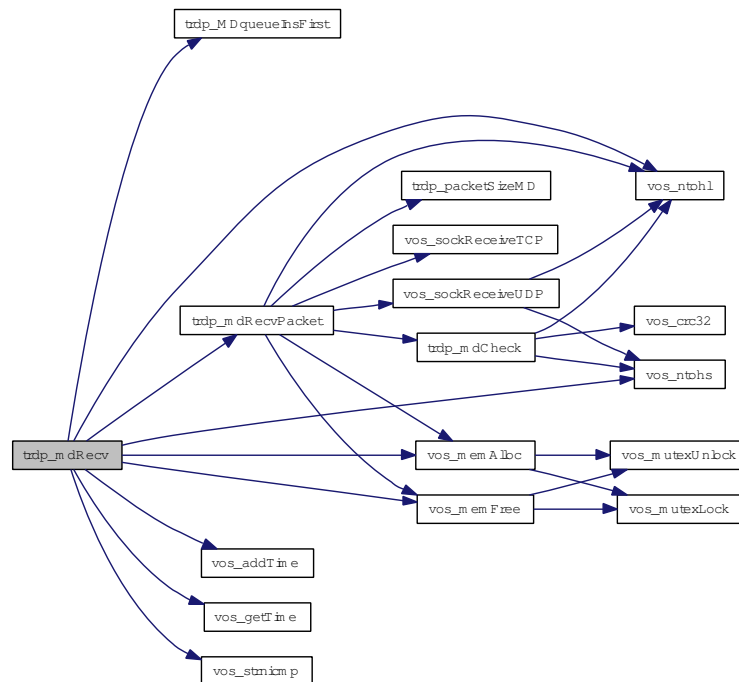 trdp_MDqueueInsFirst
trdp_packetSizeMD
vos_ntohl
vos_sockReceiveTCP
vos_sockReceiveUDP
trdp_mdRecvPacket
vos_crc32
trdp_mdCheck
vos_ntohs
trdp_mdRecv
vos_memAlloc
vos_mutexUnlock
vos_memFree
vos_mutexLock
vos_addTime
vos_getTime
vos_strnicmp